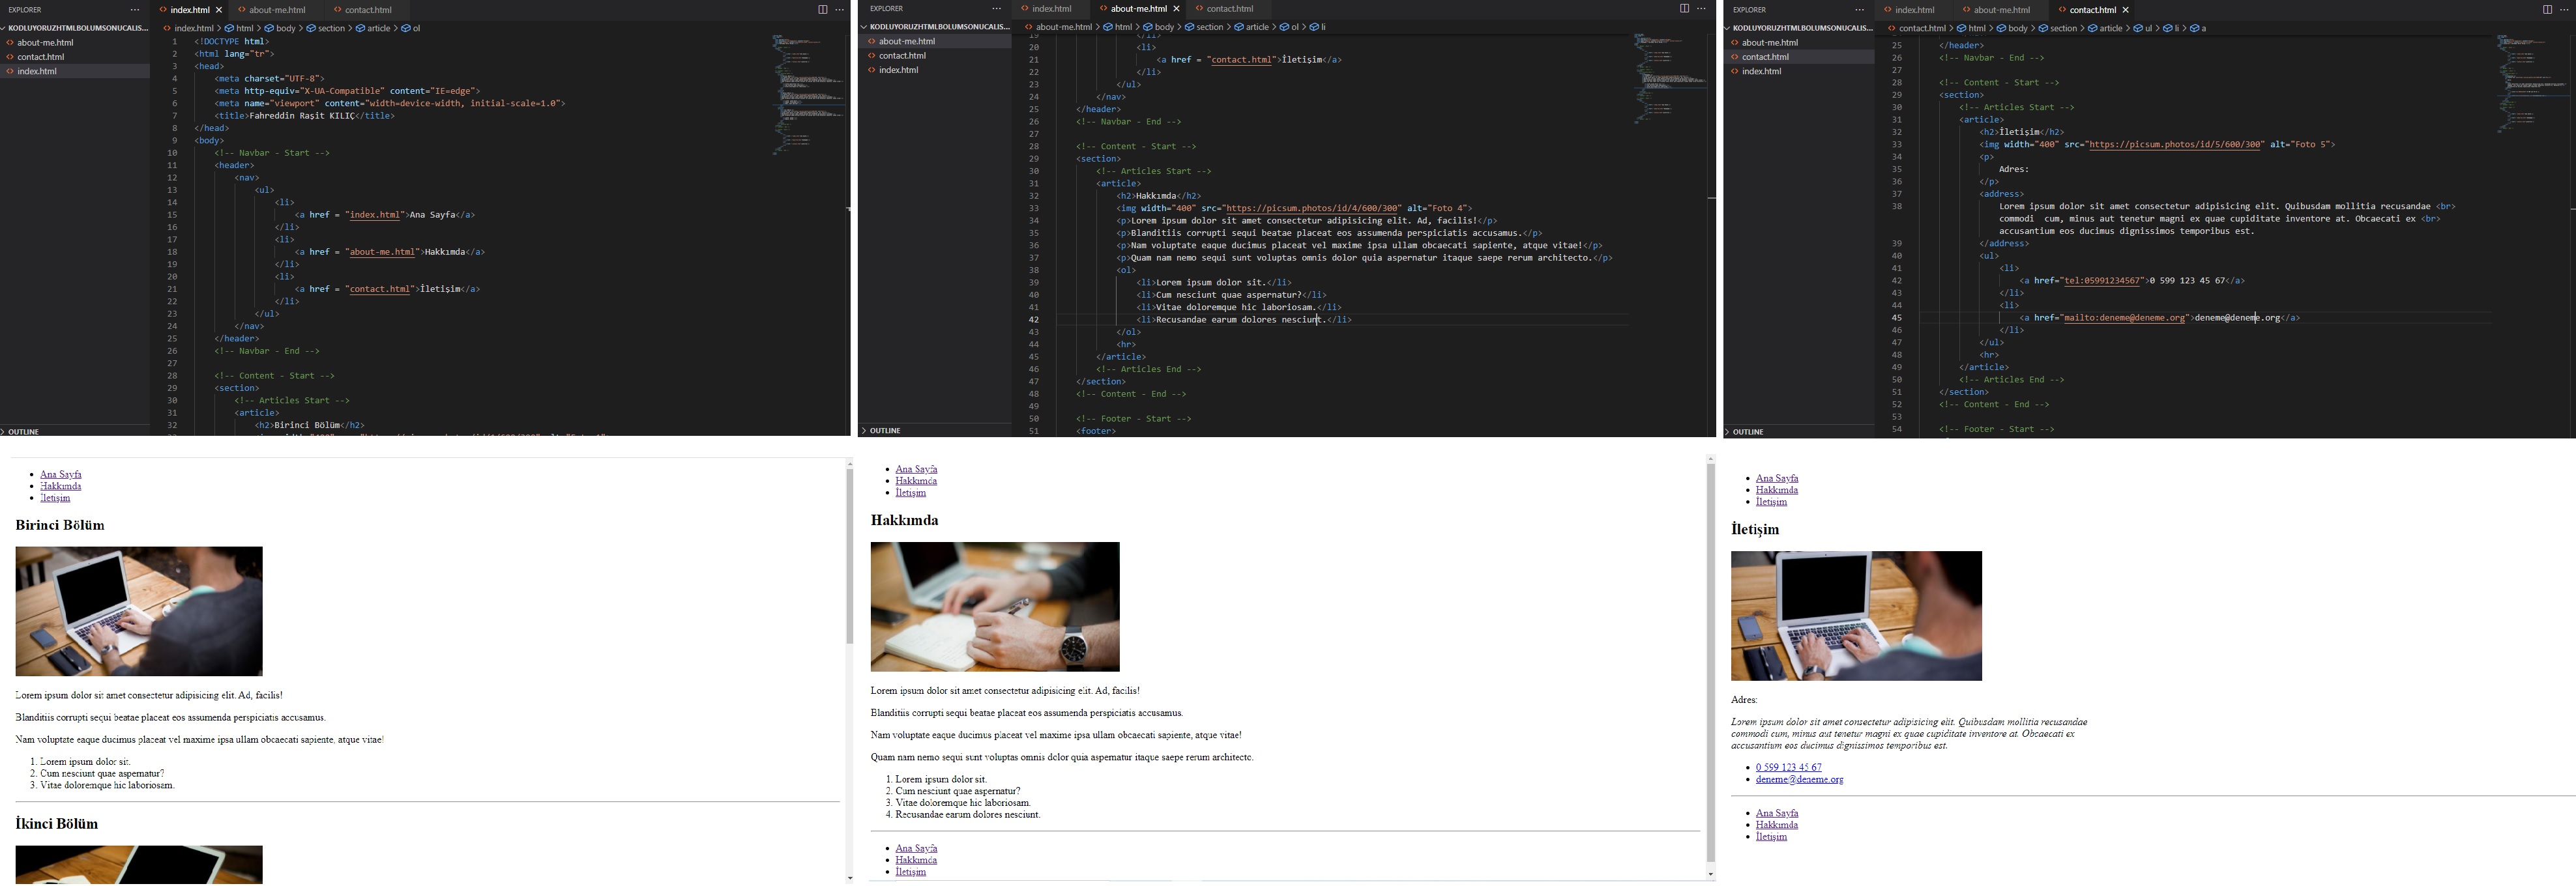 EXPLORER
KODLUYORUZHTMLBOLUMSONUCALIS...
about-me.html
contact.html
index.html
OUTLINE
index.html
about-me.html
contact.html
index.html > html > body > section > article > ol
1 <!DOCTYPE html>
2 <html lang="tr">
3 <head>
4 <meta charset="UTF-8">
5 <meta http-equiv="X-UA-Compatible" content="IE=edge">
6 <meta name="viewport" content="width=device-width, initial-scale=1.0">
7 <title>Fahreddin Raşit KILIÇ</title>
8 </head>
9 <body>
10 <!-- Navbar - Start -->
11 <header>
12 <nav>
13 <ul>
14 <li>
15 <a href = "index.html">Ana Sayfa</a>
16 </li>
17 <li>
18 <a href = "about-me.html">Hakkımda</a>
19 </li>
20 <li>
21 <a href = "contact.html">İletişim</a>
22 </li>
23 </ul>
24 </nav>
25 </header>
26 <!-- Navbar - End -->
27
28 <!-- Content - Start -->
29 <section>
30 <!-- Articles Start -->
31 <article>
32 <h2>Birinci Bölüm</h2>
EXPLORER
KODLUYORUZHTMLBOLUMSONUCALIS...
about-me.html
contact.html
index.html
OUTLINE
index.html
about-me.html
contact.html
about-me.html > html > body > section > article > ol > li
20 <li>
21 <a href = "contact.html">İletişim</a>
22 </li>
23 </ul>
24 </nav>
25 </header>
26 <!-- Navbar - End -->
27
28 <!-- Content - Start -->
29 <section>
30 <!-- Articles Start -->
31 <article>
32 <h2>Hakkımda</h2>
33 <img width="400" src="https://picsum.photos/id/4/600/300" alt="Foto 4">
34 <p>Lorem ipsum dolor sit amet consectetur adipisicing elit. Ad, facilis!</p>
35 <p>Blanditiis corrupti sequi beatae placeat eos assumenda perspiciatis accusamus.</p>
36 <p>Nam voluptate eaque ducimus placeat vel maxime ipsa ullam obcaecati sapiente, atque vitae!</p>
37 <p>Quam nam nemo sequi sunt voluptas omnis dolor quia aspernatur itaque saepe rerum architecto.</p>
38 <ol>
39 <li>Lorem ipsum dolor sit.</li>
40 <li>Cum nesciunt quae aspernatur?</li>
41 <li>Vitae doloremque hic laboriosam.</li>
42 <li>Recusandae earum dolores nesciunt.</li>
43 </ol>
44 <hr>
45 </article>
46 <!-- Articles End -->
47 </section>
48 <!-- Content - End -->
49
50 <!-- Footer - Start -->
51 <footer>
EXPLORER
KODLUYORUZHTMLBOLUMSONUCALIS...
about-me.html
contact.html
index.html
OUTLINE
index.html
about-me.html
contact.html
contact.html > html > body > section > article > ul > li > a
25 </header>
26 <!-- Navbar - End -->
27
28 <!-- Content - Start -->
29 <section>
30 <!-- Articles Start -->
31 <article>
32 <h2>İletişim</h2>
33 <img width="400" src="https://picsum.photos/id/5/600/300" alt="Foto 5">
34 <p>
35 Adres:
36 </p>
37 <address>
38 Lorem ipsum dolor sit amet consectetur adipisicing elit. Quibusdam mollitia recusandae <br>
commodi cum, minus aut tenetur magni ex quae cupiditate inventore at. Obcaecati ex <br>
accusantium eos ducimus dignissimos temporibus est.
39 </address>
40 <ul>
41 <li>
42 <a href="tel:05991234567">0 599 123 45 67</a>
43 </li>
44 <li>
45 <a href="mailto:deneme@deneme.org">deneme@deneme.org</a>
46 </li>
47 </ul>
48 <hr>
49 </article>
50 <!-- Articles End -->
51 </section>
52 <!-- Content - End -->
53
54 <!-- Footer - Start -->
Ana Sayfa
Hakkımda
İletişim
Birinci Bölüm
Lorem ipsum dolor sit amet consectetur adipisicing elit. Ad, facilis!
Blanditiis corrupti sequi beatae placeat eos assumenda perspiciatis accusamus.
Nam voluptate eaque ducimus placeat vel maxime ipsa ullam obcaecati sapiente, atque vitae!
1. Lorem ipsum dolor sit.
2. Cum nesciunt quae aspernatur?
3. Vitae doloremque hic laboriosam.
İkinci Bölüm
Ana Sayfa
Hakkımda
İletişim
Hakkımda
Lorem ipsum dolor sit amet consectetur adipisicing elit. Ad, facilis!
Blanditiis corrupti sequi beatae placeat eos assumenda perspiciatis accusamus.
Nam voluptate eaque ducimus placeat vel maxime ipsa ullam obcaecati sapiente, atque vitae!
Quam nam nemo sequi sunt voluptas omnis dolor quia aspernatur itaque saepe rerum architecto.
1. Lorem ipsum dolor sit.
2. Cum nesciunt quae aspernatur?
3. Vitae doloremque hic laboriosam.
4. Recusandae earum dolores nesciunt.
Ana Sayfa
Hakkımda
İletişim
Ana Sayfa
Hakkımda
İletişim
İletişim
Adres:
Lorem ipsum dolor sit amet consectetur adipisicing elit. Quibusdam mollitia recusandae
commodi cum, minus aut tenetur magni ex quae cupiditate inventore at. Obcaecati ex
accusantium eos ducimus dignissimos temporibus est.
0 599 123 45 67
deneme@deneme.org
Ana Sayfa
Hakkımda
İletişim